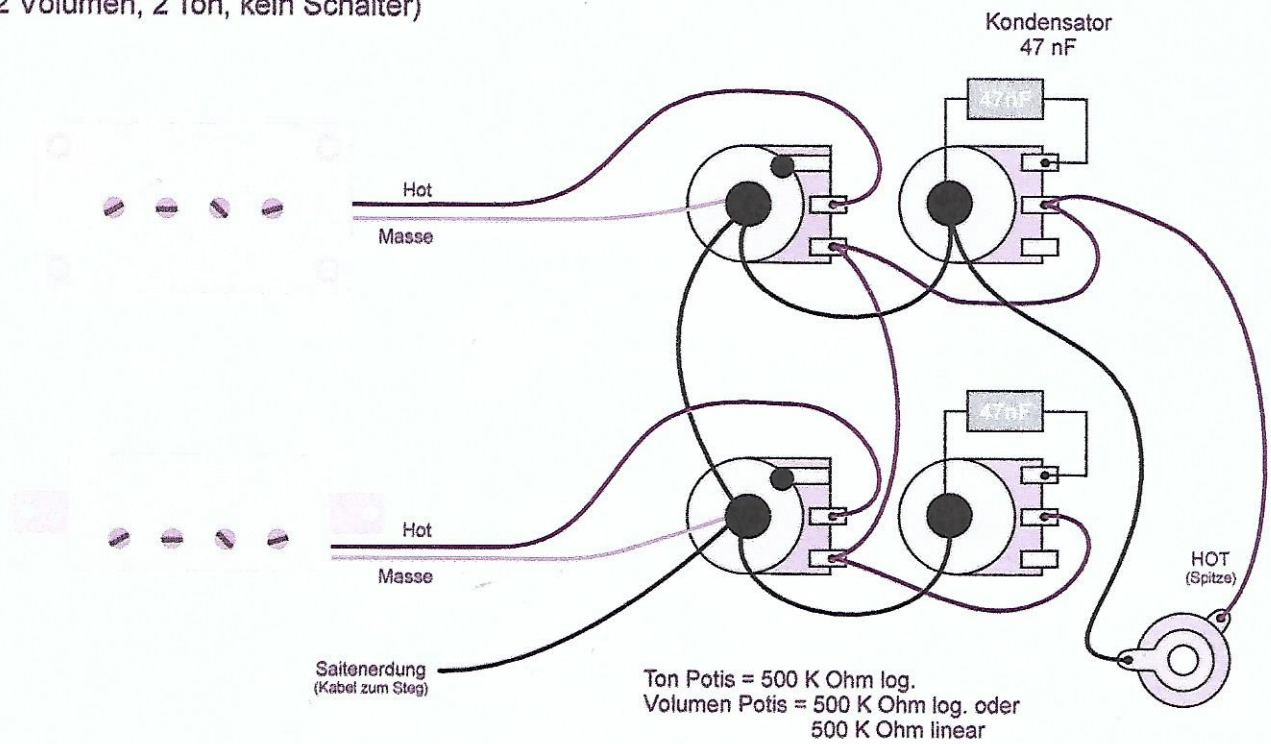 2 Volumen, 2 Ton, kein Schalter)
Kondensator
47 nF
47nF
Hot
Masse
47nF
Hot
Masse
HOT
(Spitze)
Saitenerdung
(Kabel zum Steg)
Ton Potis = 500 K Ohm log.
Volumen Potis = 500 K Ohm log. oder
500 K Ohm linear